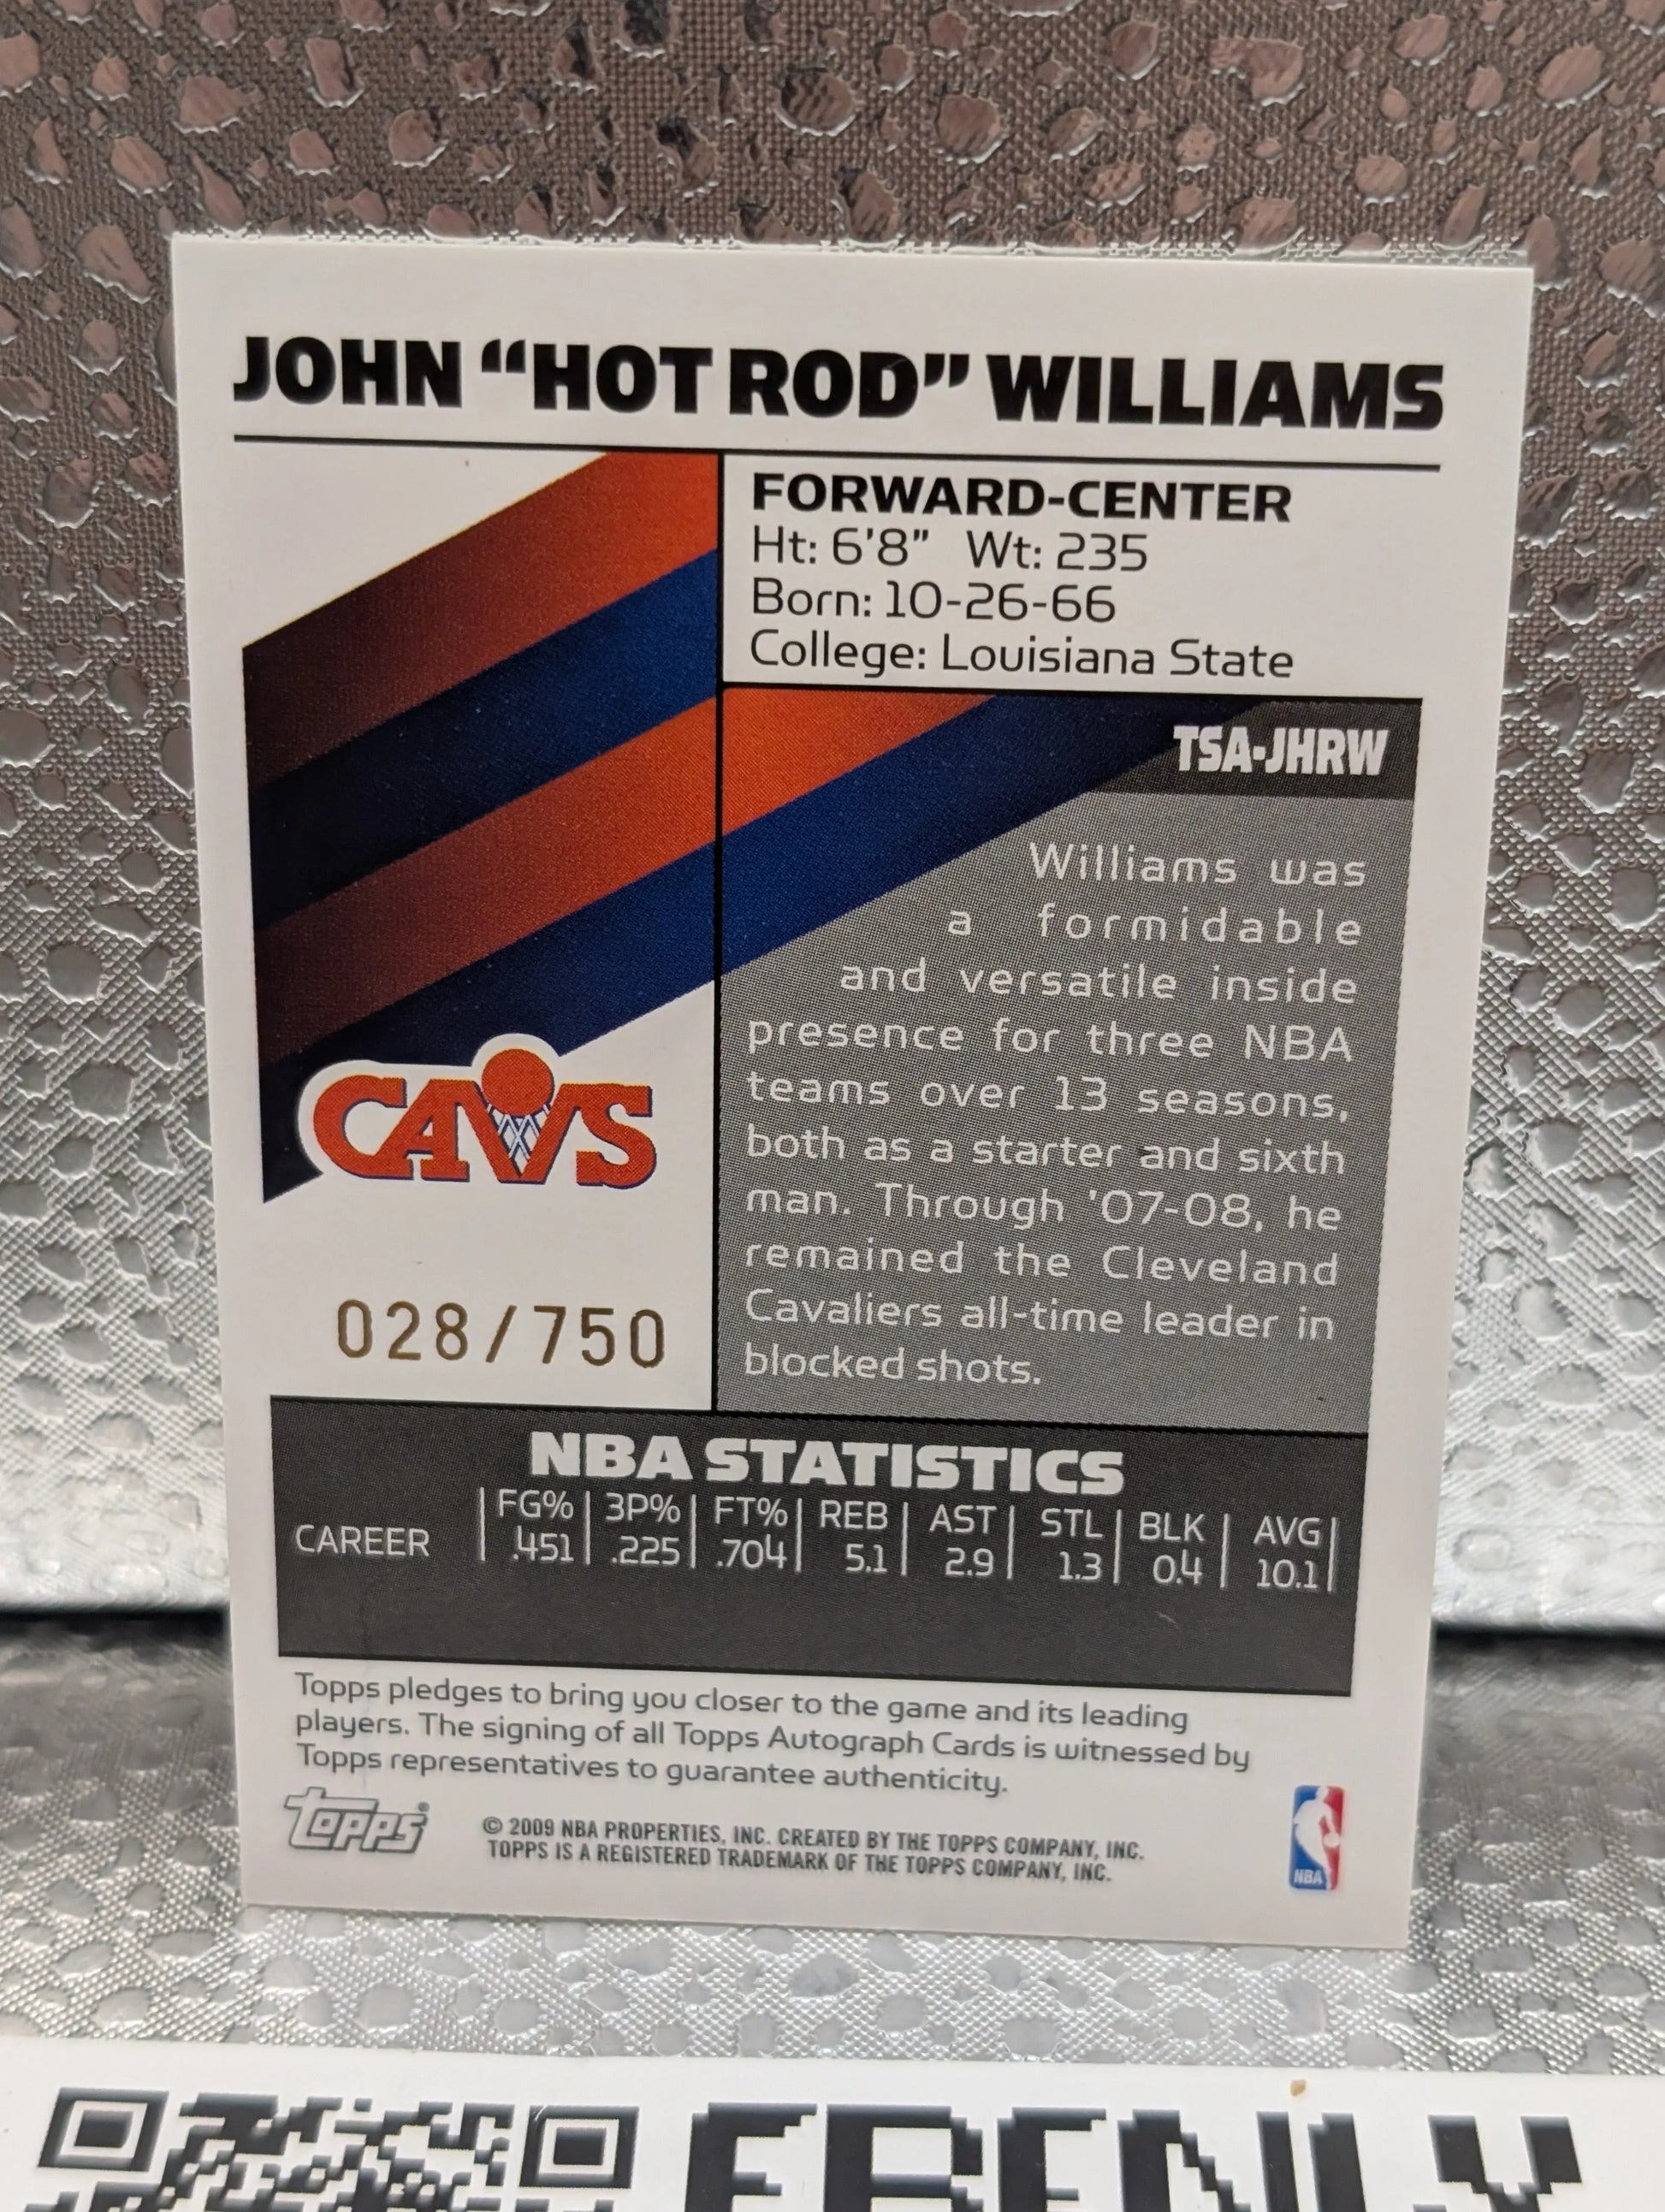 JOHN “HOT ROD” WILLIAMS
FORWARD-CENTER
Ht: 6'8" Wt: 235
Born: 10-26-66
College: Louisiana State
TSA-JHRW
Williams was
a formidable
and versatile inside
presence for three NBA
teams over 13 seasons,
both as a starter and sixth
man. Through '07-08, he
remained the Cleveland
Cavaliers all-time leader in
blocked shots.
CAVS
028/750
NBA STATISTICS
FG% 3P% FT% REB AST STL BLK AVG
CAREER .451 .225 .704 5.1 2.9 1.3 0.4 10.1
Topps pledges to bring you closer to the game and its leading
players. The signing of all Topps Autograph Cards is witnessed by
Topps representatives to guarantee authenticity.
Topps®
© 2009 NBA PROPERTIES, INC. CREATED BY THE TOPPS COMPANY, INC.
TOPPS IS A REGISTERED TRADEMARK OF THE TOPPS COMPANY, INC.
NBA